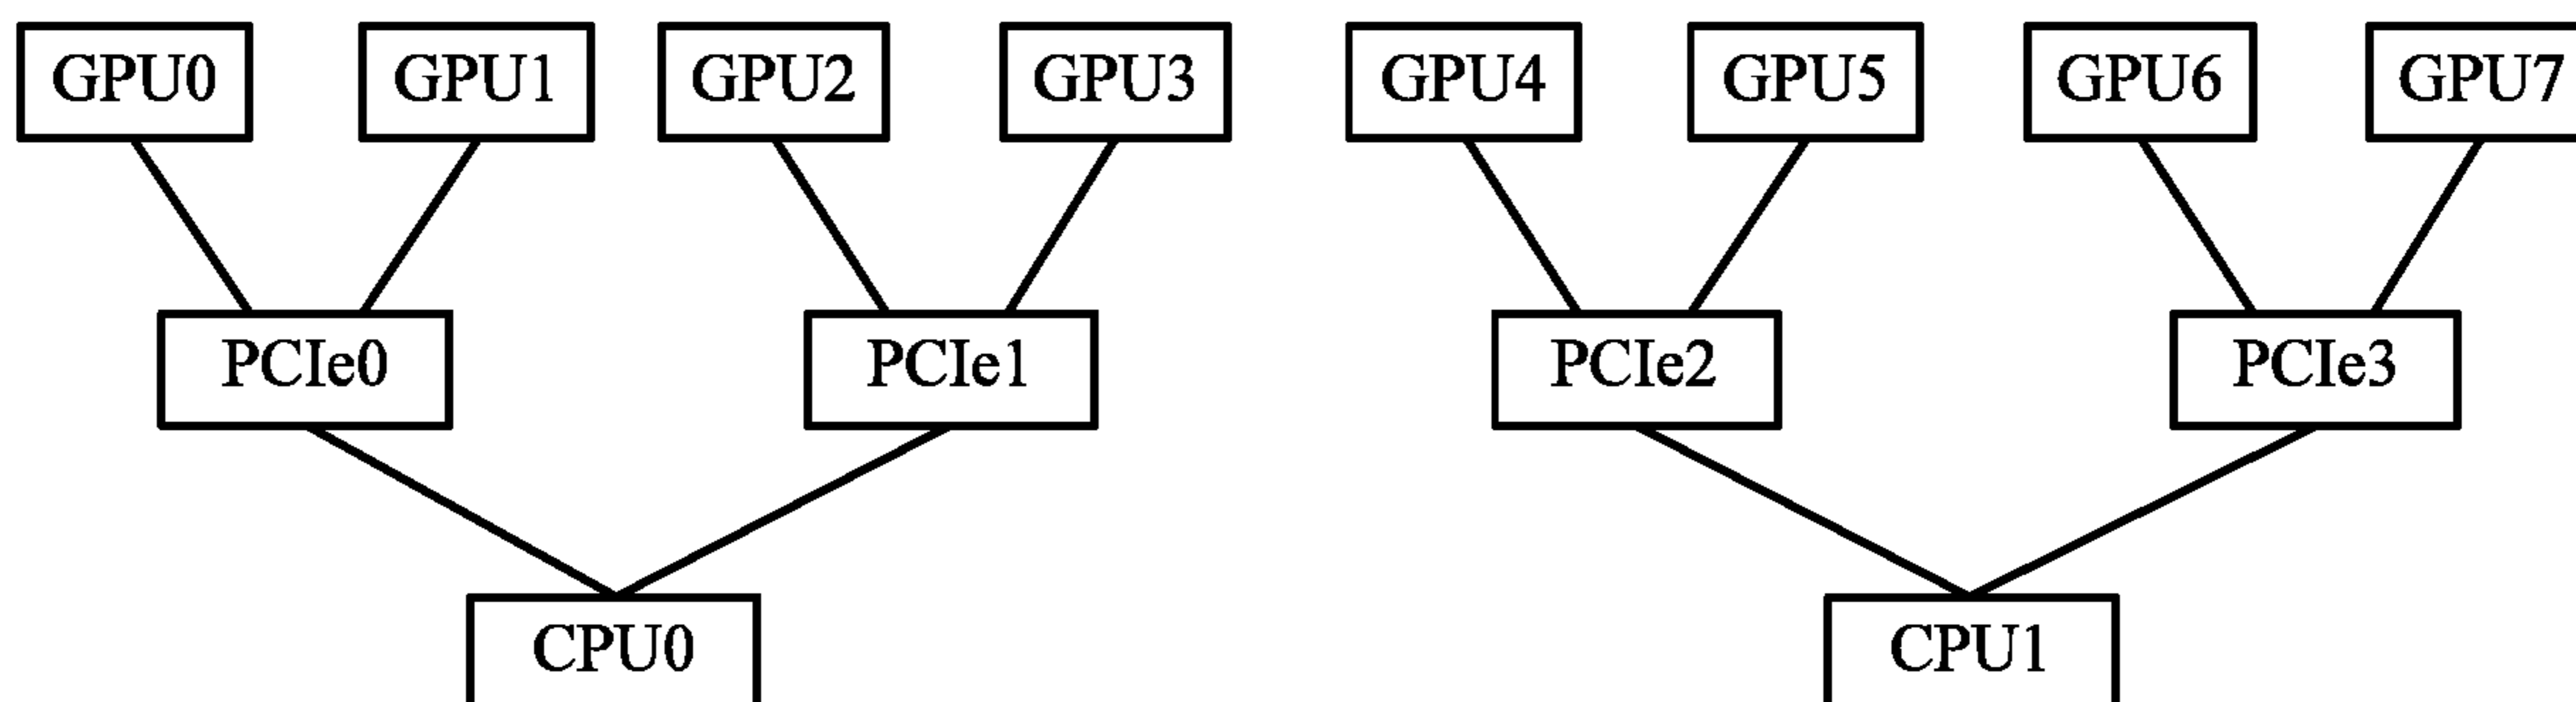 GPU0 GPU1 GPU2 GPU3 GPU4 GPU5 GPU6 GPU7
PCIe0 PCIe1 PCIe2 PCIe3
CPU0 CPU1